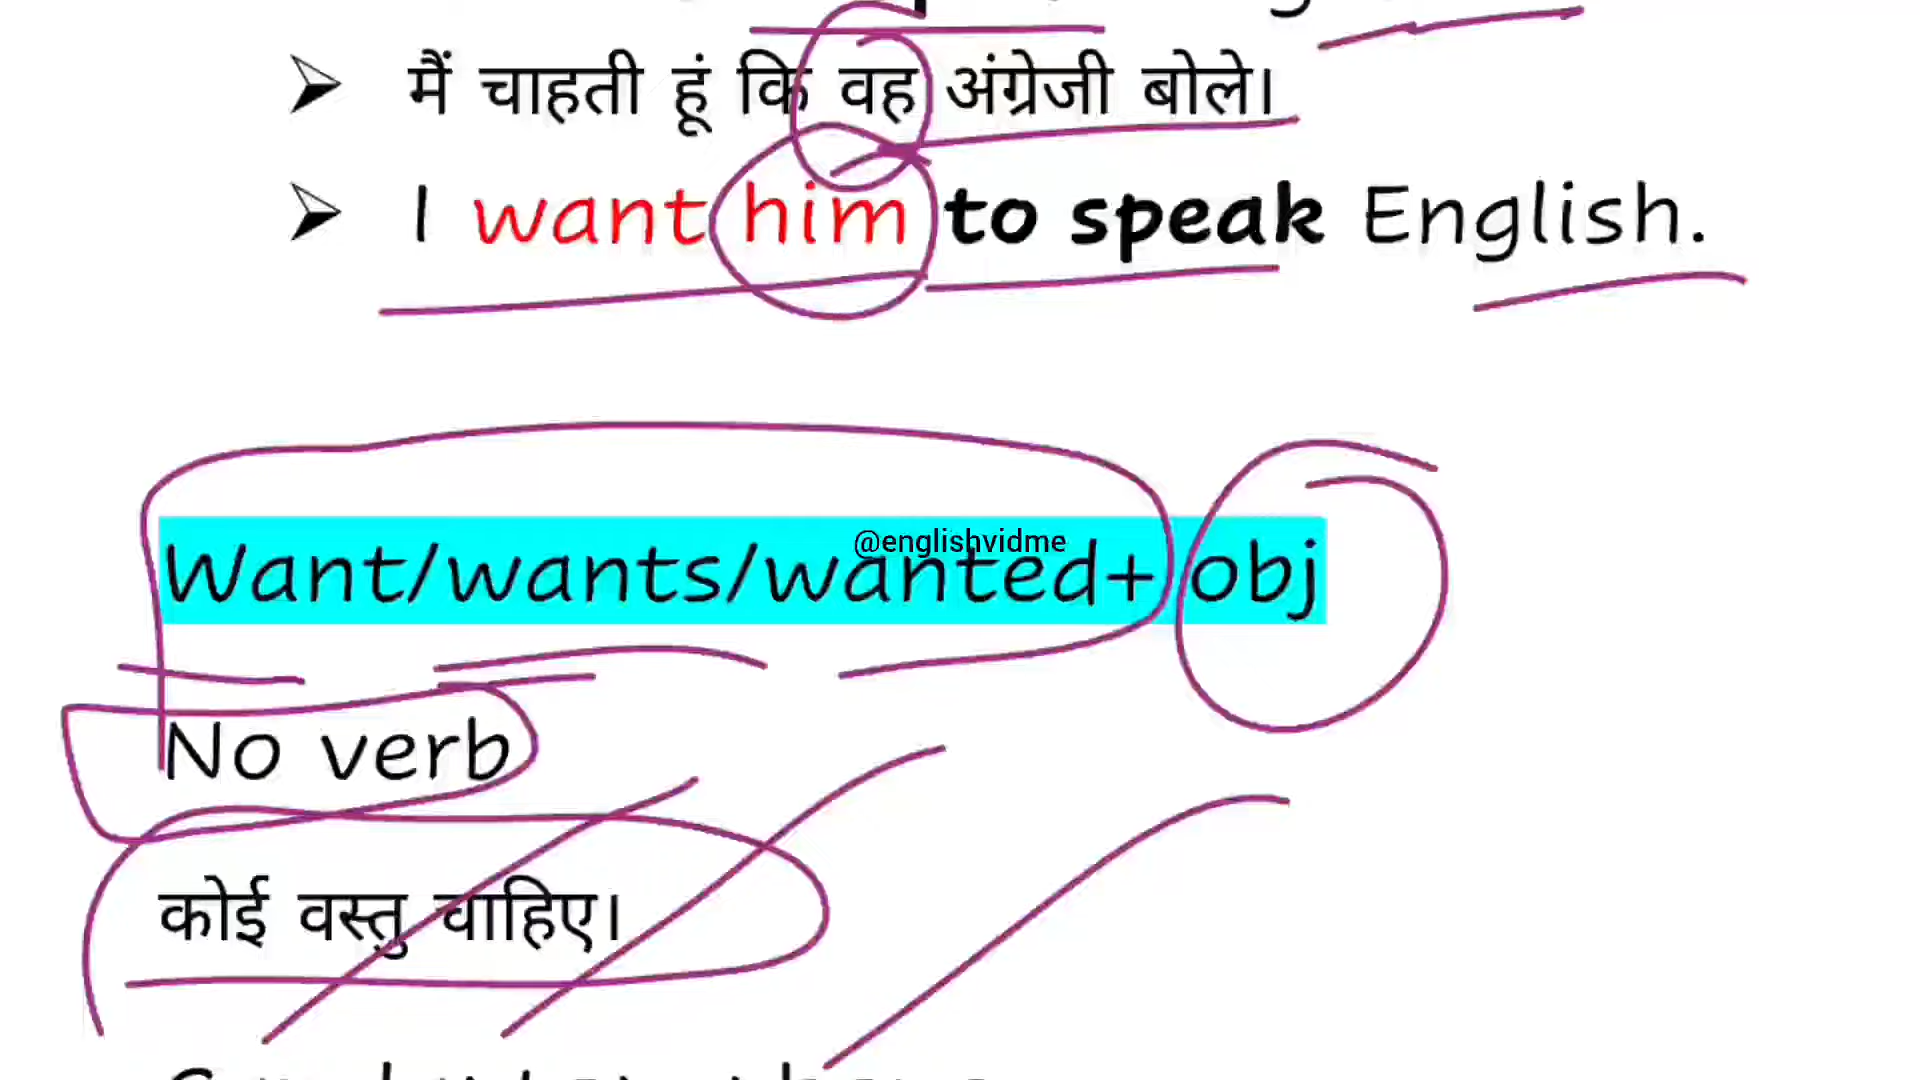 ➢ मैं चाहती हूं कि वह अंग्रेजी बोले।
➢ I want him to speak English.
@englishvidme
Want/wants/wanted+ obj
No verb
कोई वस्तु चाहिए।